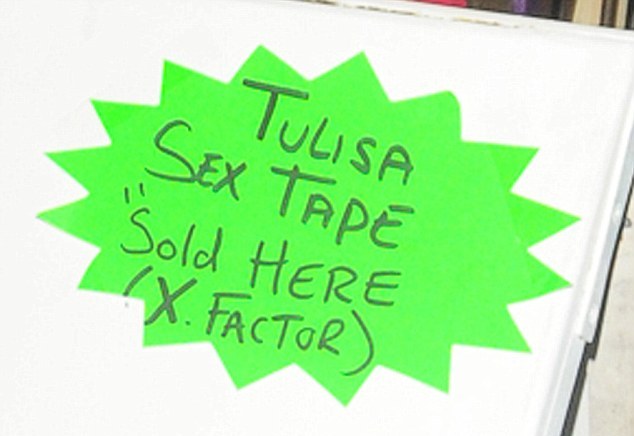 TULISA
SEX TAPE
"Sold HERE
(X. FACTOR)